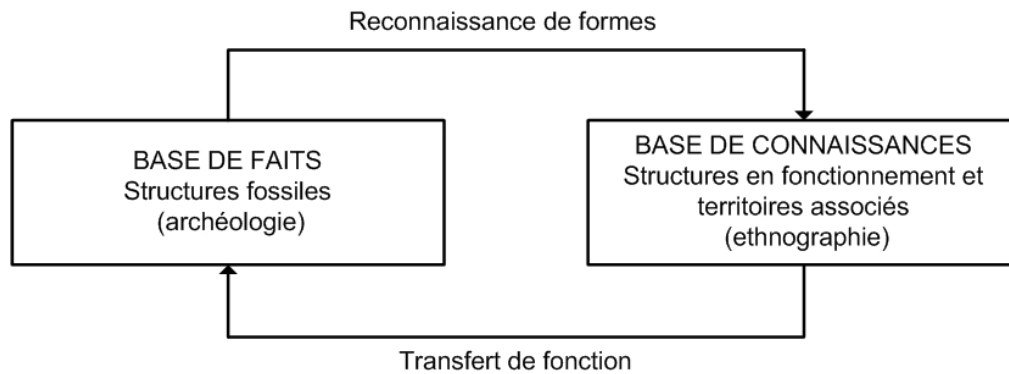 Reconnaissance de formes
BASE DE FAITS
Structures fossiles
(archéologie)
BASE DE CONNAISSANCES
Structures en fonctionnement et
territoires associés
(ethnographie)
Transfert de fonction